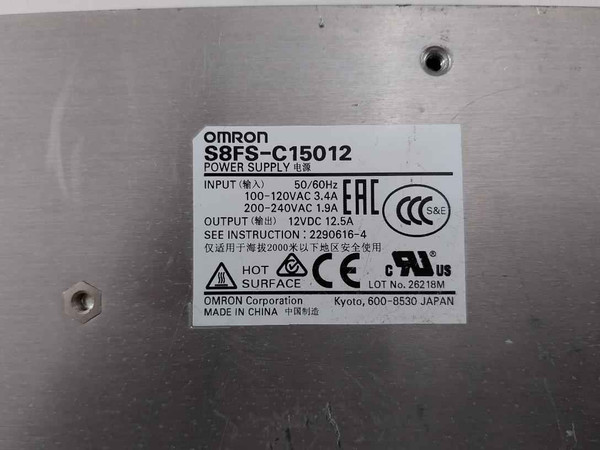 OMRON
S8FS-C15012
POWER SUPPLY 电源
INPUT (输入) 50/60Hz
100-120VAC 3.4A
200-240VAC 1.9A
OUTPUT (输出) 12VDC 12.5A
SEE INSTRUCTION : 2290616-4
仅适用于海拔2000米以下地区安全使用
EAC
CCC S&E
HOT
SURFACE
CE
c RU US
LOT No. 26218M
OMRON Corporation Kyoto, 600-8530 JAPAN
MADE IN CHINA 中国制造